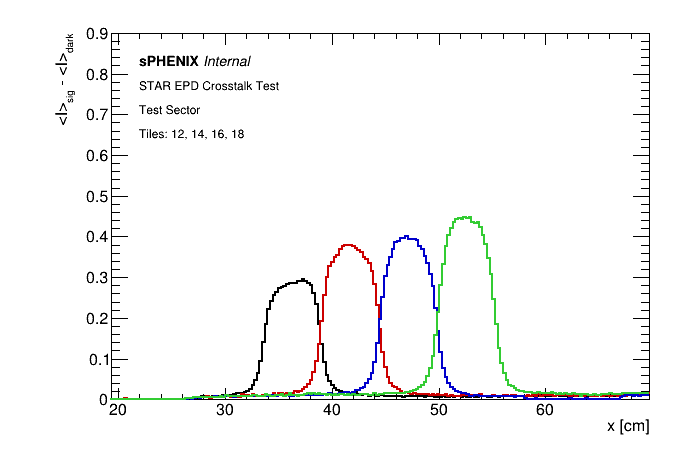 <I>sig - <I>dark
0.9
0.8
0.7
0.6
0.5
0.4
0.3
0.2
0.1
0
sPHENIX Internal
STAR EPD Crosstalk Test
Test Sector
Tiles: 12, 14, 16, 18
20 30 40 50 60
x [cm]